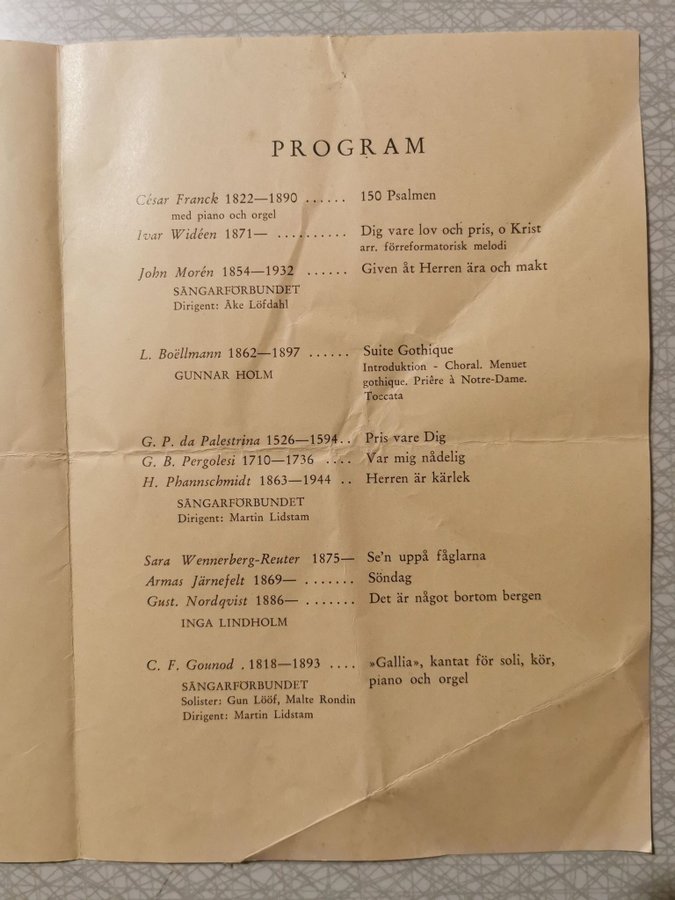 PROGRAM
César Franck 1822—1890 ...... 150 Psalmen
med piano och orgel
Ivar Widéen 1871— .......... Dig vare lov och pris, o Krist
arr. förreformatorisk melodi
John Morén 1854—1932 ...... Given åt Herren ära och makt
SÅNGARFÖRBUNDET
Dirigent: Åke Löfdahl
L. Boëllmann 1862—1897 ...... Suite Gothique
GUNNAR HOLM
Introduktion - Choral. Menuet
gothique. Priêre à Notre-Dame.
Toccata
G. P. da Palestrina 1526—1594.. Pris vare Dig
G. B. Pergolesi 1710—1736 .... Var mig nådelig
H. Phannschmidt 1863—1944 .. Herren är kärlek
SÅNGARFÖRBUNDET
Dirigent: Martin Lidstam
Sara Wennerberg-Reuter 1875— Se'n uppå fåglarna
Armas Järnefelt 1869— ....... Söndag
Gust. Nordqvist 1886— ....... Det är något bortom bergen
INGA LINDHOLM
C. F. Gounod . 1818—1893 .... »Gallia», kantat för soli, kör,
piano och orgel
SÅNGARFÖRBUNDET
Solister: Gun Lööf, Malte Rondin
Dirigent: Martin Lidstam